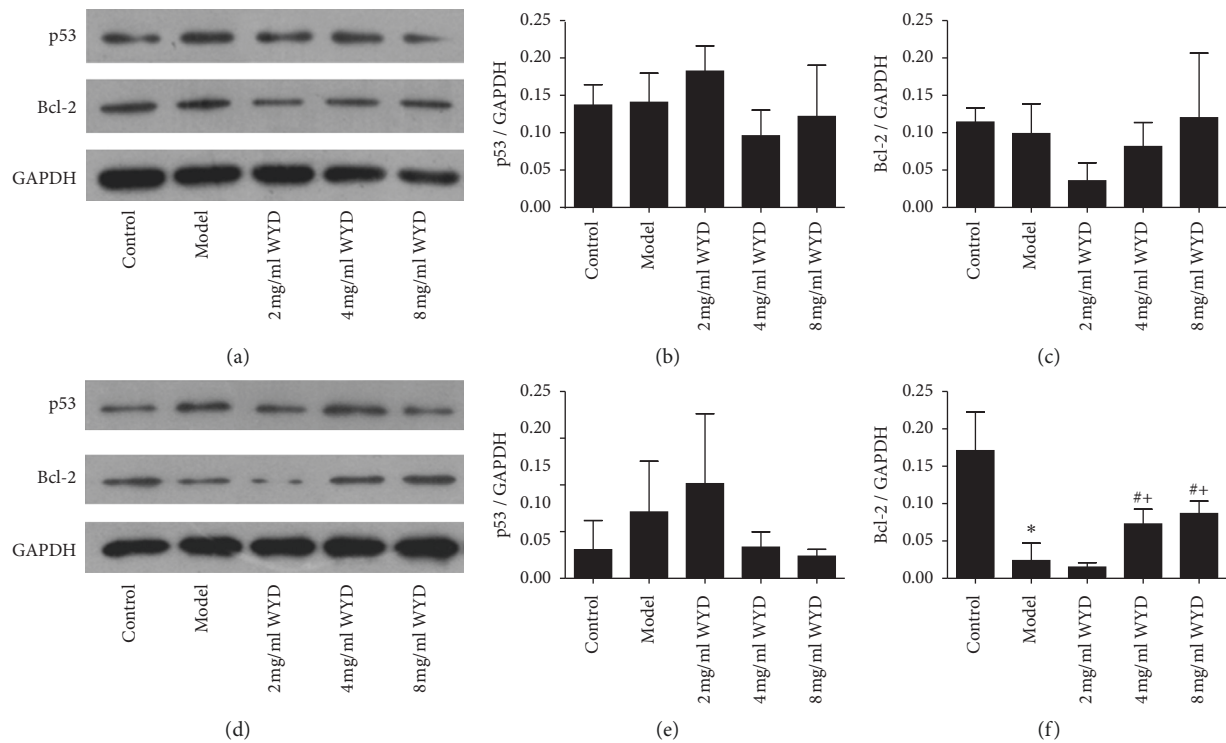 p53
Bcl-2
GAPDH
Control
Model
2 mg/ml WYD
4 mg/ml WYD
8 mg/ml WYD
(a)
p53 / GAPDH
0.25
0.20
0.15
0.10
0.05
0.00
Control
Model
2 mg/ml WYD
4 mg/ml WYD
8 mg/ml WYD
(b)
Bcl-2 / GAPDH
0.25
0.20
0.15
0.10
0.05
0.00
Control
Model
2 mg/ml WYD
4 mg/ml WYD
8 mg/ml WYD
(c)
p53
Bcl-2
GAPDH
Control
Model
2 mg/ml WYD
4 mg/ml WYD
8 mg/ml WYD
(d)
p53 / GAPDH
0.25
0.20
0.15
0.10
0.05
0.00
Control
Model
2 mg/ml WYD
4 mg/ml WYD
8 mg/ml WYD
(e)
Bcl-2 / GAPDH
0.25
0.20
0.15
0.10
0.05
0.00
*
#+
#+
Control
Model
2 mg/ml WYD
4 mg/ml WYD
8 mg/ml WYD
(f)